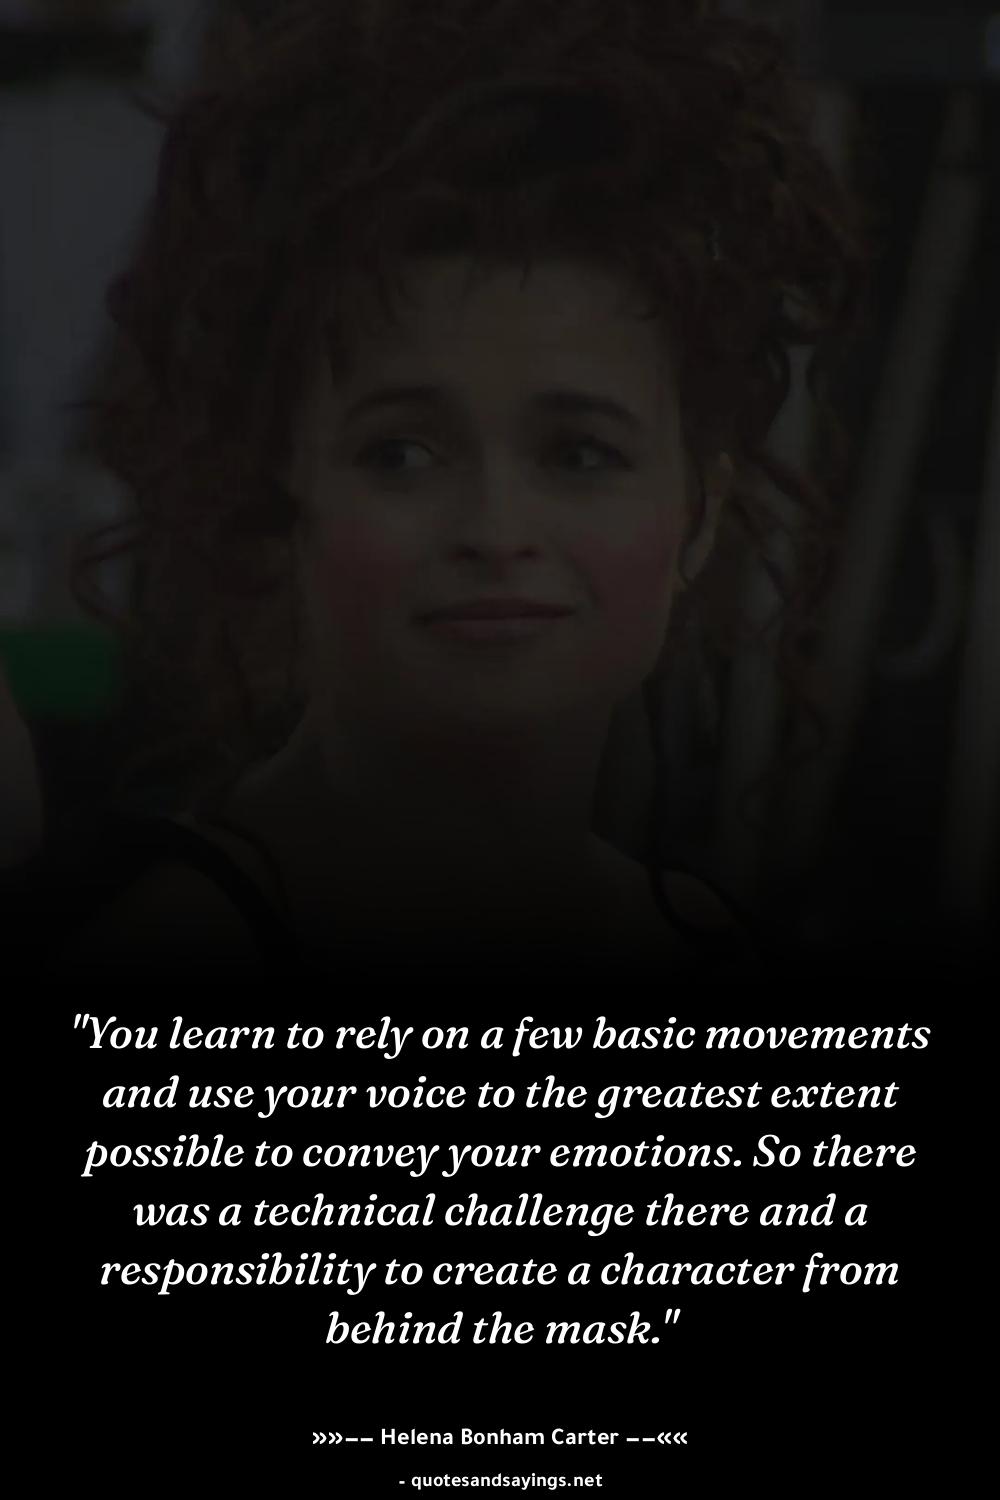 "You learn to rely on a few basic movements
and use your voice to the greatest extent
possible to convey your emotions. So there
was a technical challenge there and a
responsibility to create a character from
behind the mask."
»»−− Helena Bonham Carter −−««
- quotesandsayings.net